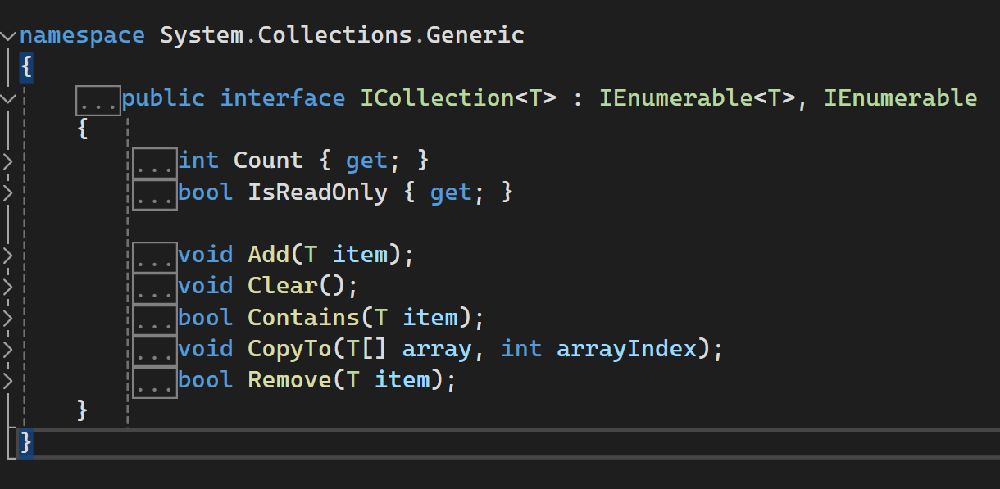 namespace System.Collections.Generic
{
...public interface ICollection<T> : IEnumerable<T>, IEnumerable
{
...int Count { get; }
...bool IsReadOnly { get; }
...void Add(T item);
...void Clear();
...bool Contains(T item);
...void CopyTo(T[] array, int arrayIndex);
...bool Remove(T item);
}
}